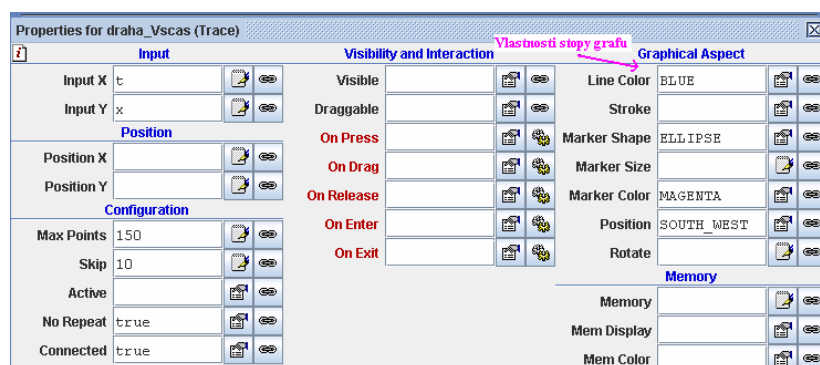 Properties for draha_Vscas (Trace)
Vlastnosti stopy grafu
Input
Input X t
Input Y x
Position
Position X
Position Y
Configuration
Max Points 150
Skip 10
Active
No Repeat true
Connected true
Visibility and Interaction
Visible
Draggable
On Press
On Drag
On Release
On Enter
On Exit
Graphical Aspect
Line Color BLUE
Stroke
Marker Shape ELLIPSE
Marker Size
Marker Color MAGENTA
Position SOUTH_WEST
Rotate
Memory
Memory
Mem Display
Mem Color